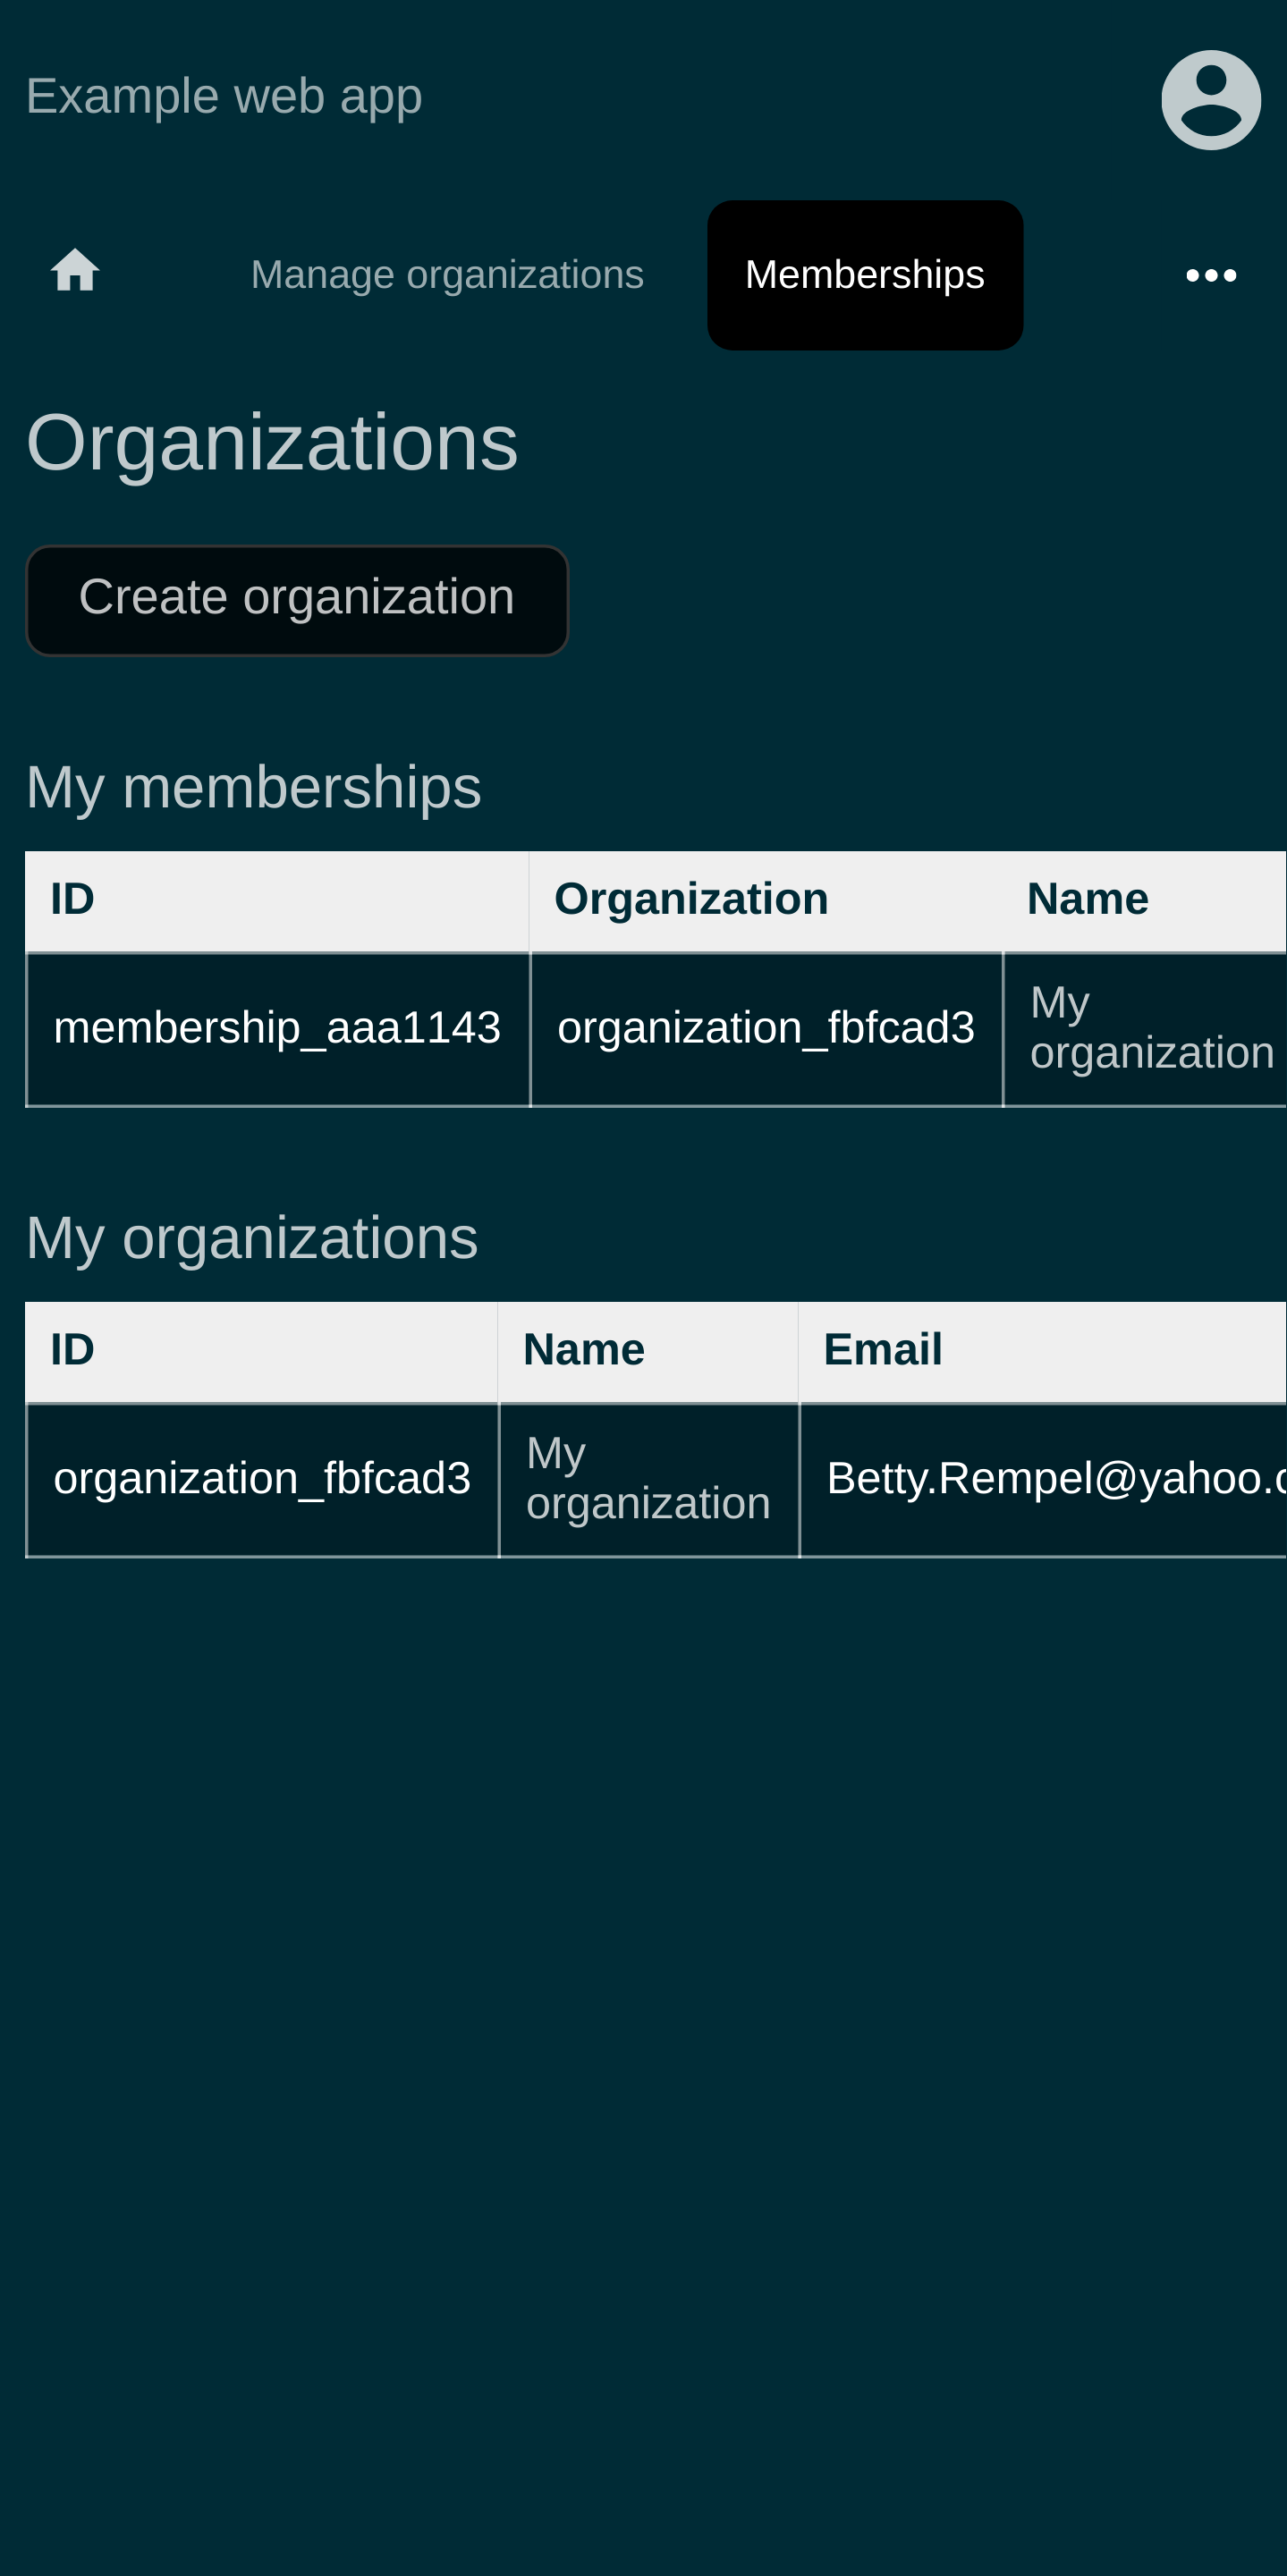 Example web app
Manage organizations
Memberships
Organizations
Create organization
My memberships
ID Organization Name
membership_aaa1143 organization_fbfcad3 My
organization
My organizations
ID Name Email
organization_fbfcad3 My
organization Betty.Rempel@yahoo.c